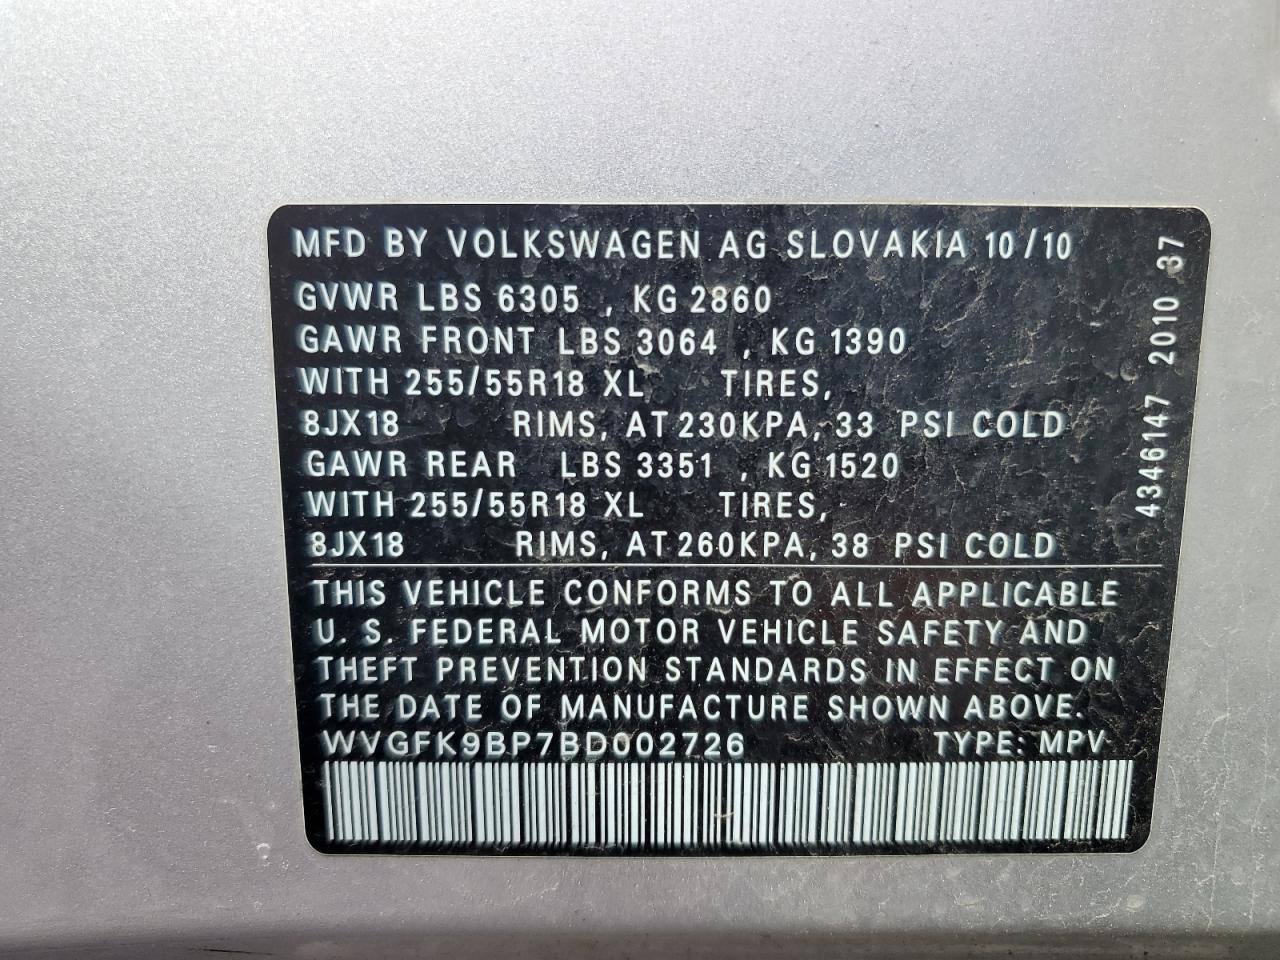 MFD BY VOLKSWAGEN AG SLOVAKIA 10/10
GVWR LBS 6305 , KG 2860
GAWR FRONT LBS 3064 , KG 1390
WITH 255/55R18 XL TIRES,
8JX18 RIMS, AT 230KPA, 33 PSI COLD
GAWR REAR LBS 3351 , KG 1520
WITH 255/55R18 XL TIRES,
8JX18 RIMS, AT 260KPA, 38 PSI COLD
THIS VEHICLE CONFORMS TO ALL APPLICABLE
U. S. FEDERAL MOTOR VEHICLE SAFETY AND
THEFT PREVENTION STANDARDS IN EFFECT ON
THE DATE OF MANUFACTURE SHOWN ABOVE.
WVGFK9BP7BD002726 TYPE: MPV
4346147 2010 37